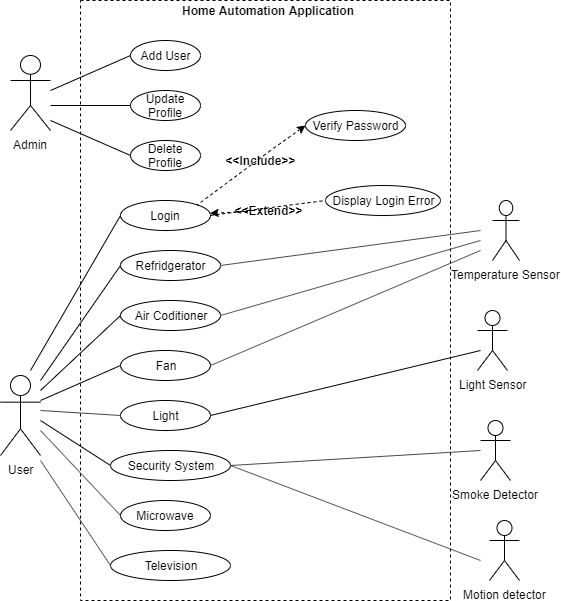 Home Automation Application
Add User
Update
Profile
Admin
Delete
Profile
Verify Password
<<Include>>
Display Login Error
<<Extend>>
Login
Refridgerator
Temperature Sensor
Air Coditioner
Fan
Light Sensor
Light
User
Security System
Smoke Detector
Microwave
Television
Motion detector